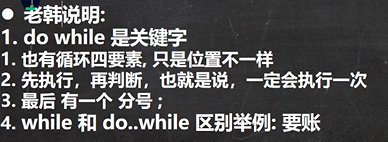 ● 老韩说明:
1. do while 是关键字
1. 也有循环四要素, 只是位置不一样
2. 先执行，再判断，也就是说，一定会执行一次
3. 最后 有一个 分号 ;
4. while 和 do..while 区别举例: 要账